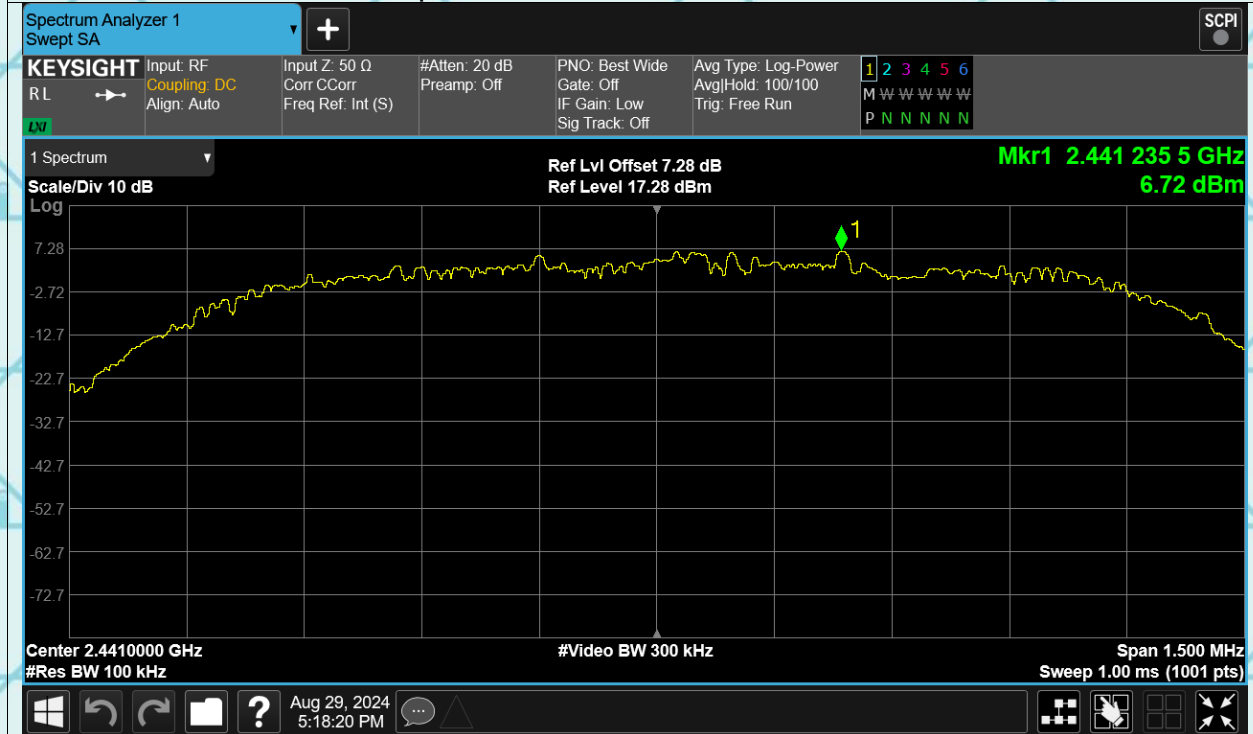 Spectrum Analyzer 1
Swept SA
+
SCPI
KEYSIGHT
RL
LXI
Input: RF
Coupling: DC
Align: Auto
Input Z: 50 Ω
Corr CCorr
Freq Ref: Int (S)
#Atten: 20 dB
Preamp: Off
PNO: Best Wide
Gate: Off
IF Gain: Low
Sig Track: Off
Avg Type: Log-Power
Avg|Hold: 100/100
Trig: Free Run
1 2 3 4 5 6
M W W W W W
P N N N N N
1 Spectrum
Scale/Div 10 dB
Log
Ref Lvl Offset 7.28 dB
Ref Level 17.28 dBm
Mkr1 2.441 235 5 GHz
6.72 dBm
1
7.28
-2.72
-12.7
-22.7
-32.7
-42.7
-52.7
-62.7
-72.7
Center 2.4410000 GHz
#Res BW 100 kHz
#Video BW 300 kHz
Span 1.500 MHz
Sweep 1.00 ms (1001 pts)
?
Aug 29, 2024
5:18:20 PM